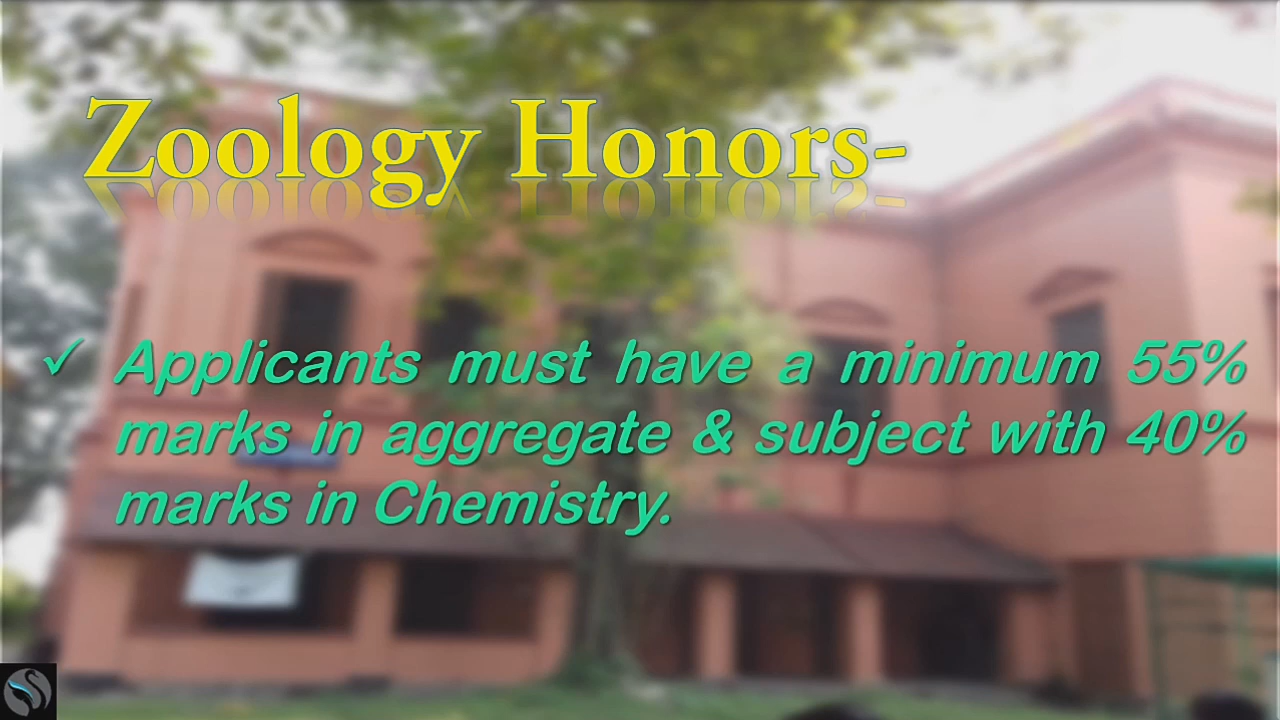 Zoology Honors-
✓ Applicants must have a minimum 55%
marks in aggregate & subject with 40%
marks in Chemistry.